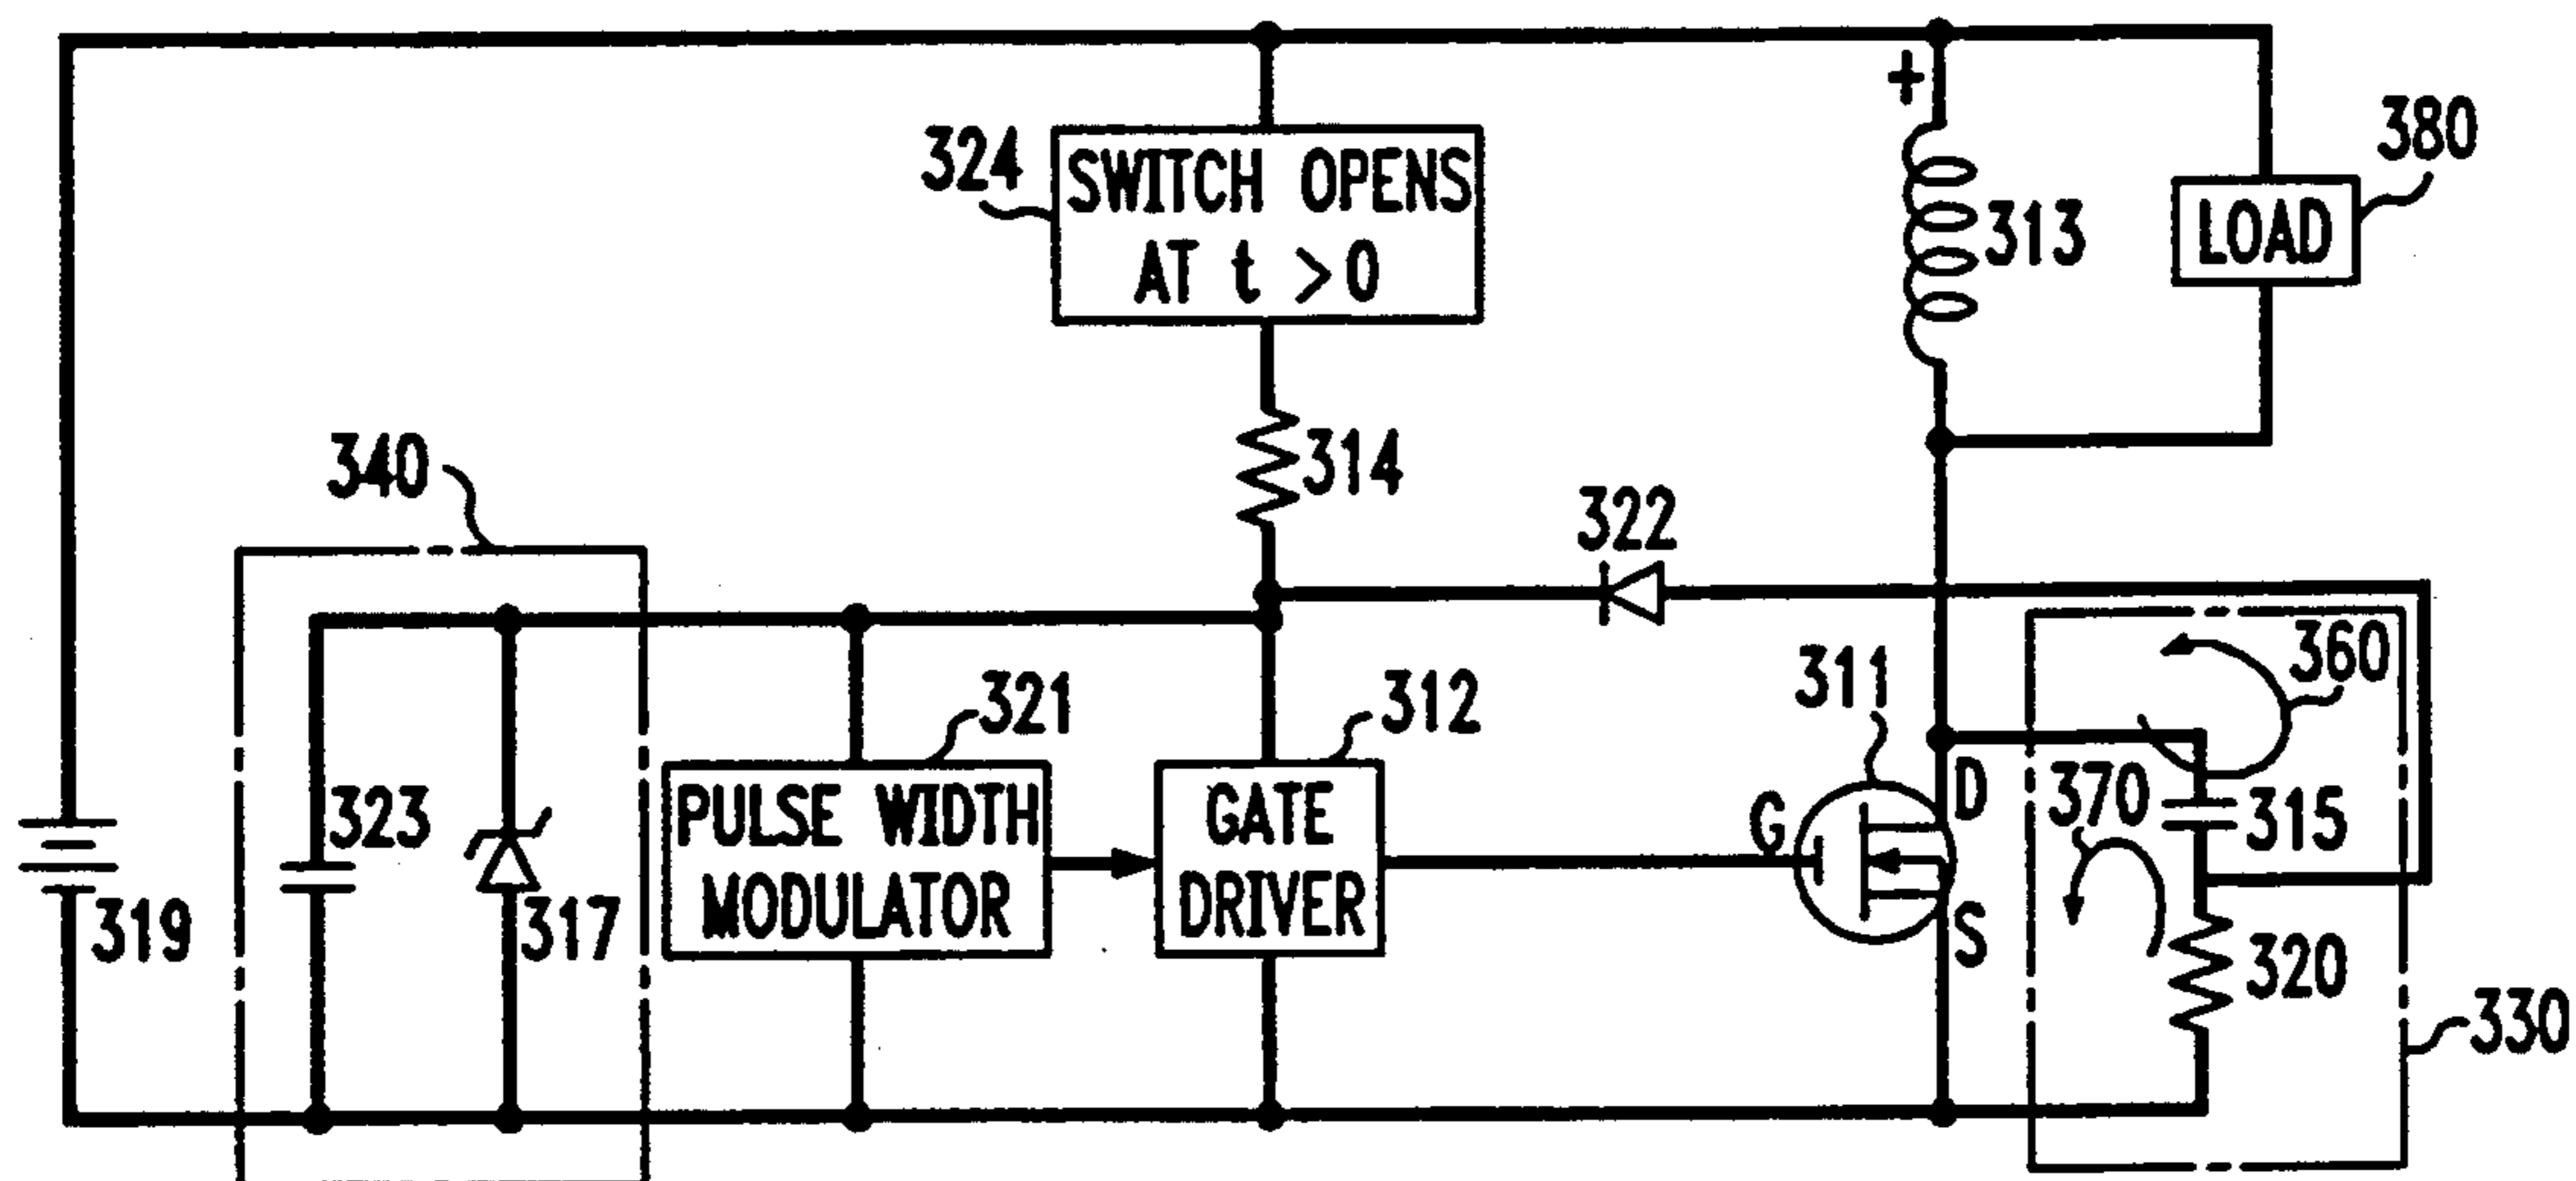 +
324
SWITCH OPENS
AT t >0
313
380
LOAD
340
314
322
321
312
311
360
370
323
317
319
PULSE WIDTH
MODULATOR
GATE
DRIVER
G
D
S
315
320
330